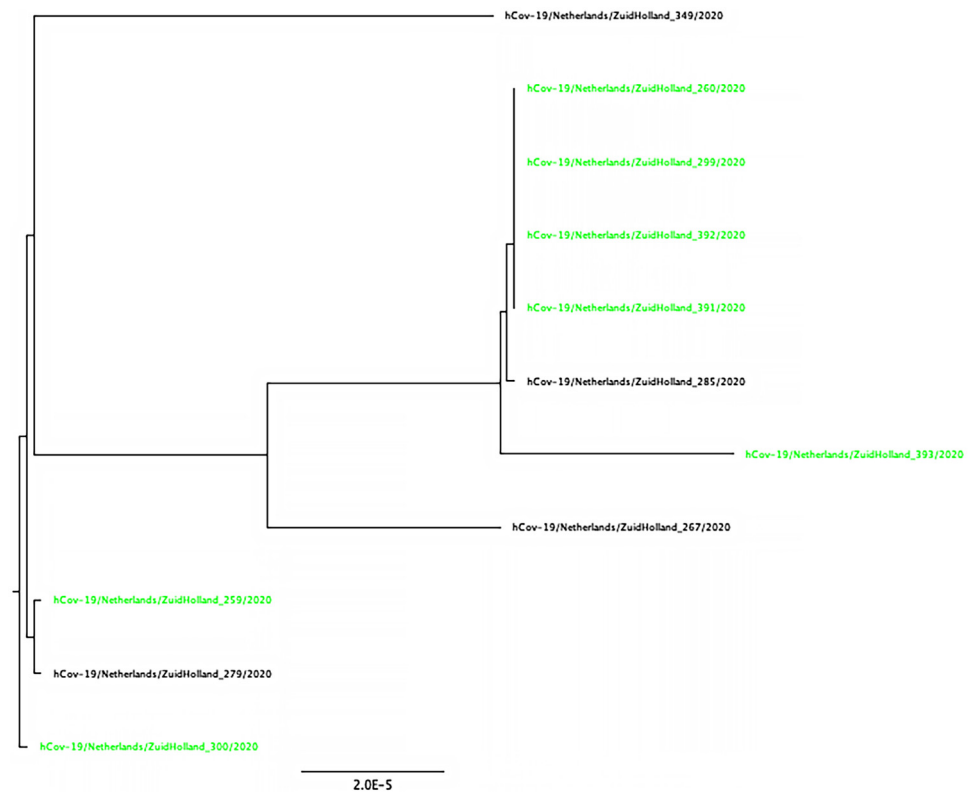 hCov-19/Netherlands/ZuidHolland_349/2020
hCov-19/Netherlands/ZuidHolland_260/2020
hCov-19/Netherlands/ZuidHolland_299/2020
hCov-19/Netherlands/ZuidHolland_392/2020
hCov-19/Netherlands/ZuidHolland_391/2020
hCov-19/Netherlands/ZuidHolland_285/2020
hCov-19/Netherlands/ZuidHolland_393/2020
hCov-19/Netherlands/ZuidHolland_267/2020
hCov-19/Netherlands/ZuidHolland_259/2020
hCov-19/Netherlands/ZuidHolland_279/2020
hCov-19/Netherlands/ZuidHolland_300/2020
2.0E-5